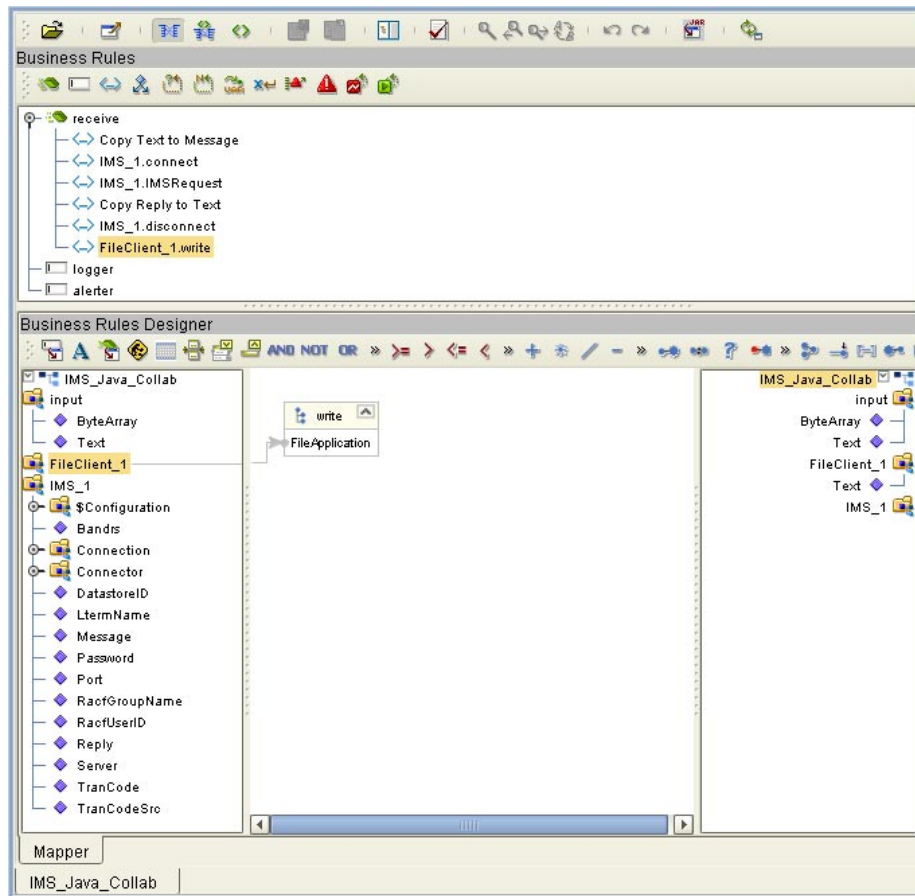 JAR
Business Rules
receive
Copy Text to Message
IMS_1.connect
IMS_1.IMSRequest
Copy Reply to Text
IMS_1.disconnect
FileClient_1.write
logger
alerter
Business Rules Designer
A AND NOT OR » >= > <= < » + / - » ? » »
IMS_Java_Collab
input
ByteArray
Text
FileClient_1
IMS_1
$Configuration
Bandrs
Connection
Connector
DatastoreID
LtermName
Message
Password
Port
RacfGroupName
RacfUserID
Reply
Server
TranCode
TranCodeSrc
write
FileApplication
IMS_Java_Collab
input
ByteArray
Text
FileClient_1
Text
IMS_1
Mapper
IMS_Java_Collab